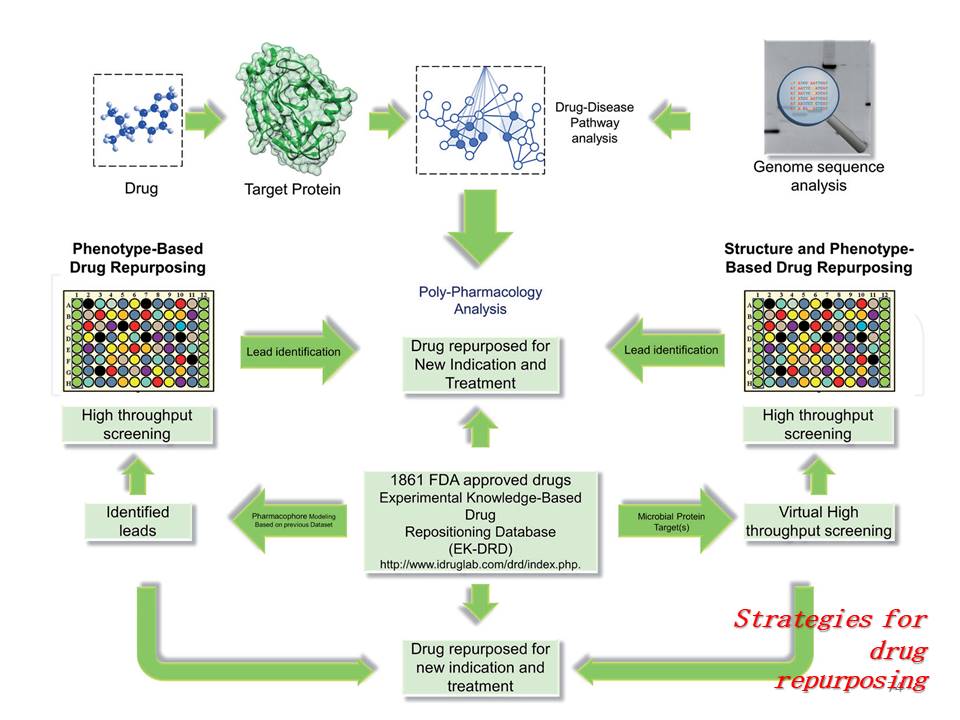 Drug
Target Protein
Drug-Disease
Pathway
analysis
Genome sequence
analysis
Phenotype-Based
Drug Repurposing
Structure and Phenotype-
Based Drug Repurposing
1 2 3 4 5 6 7 8 9 10 11 12
A
B
C
D
E
F
G
H
Poly-Pharmacology
Analysis
1 2 3 4 5 6 7 8 9 10 11 12
A
B
C
D
E
F
G
H
Lead identification
Drug repurposed for
New Indication and
Treatment
Lead identification
High throughput
screening
High throughput
screening
1861 FDA approved drugs
Experimental Knowledge-Based
Drug
Repositioning Database
(EK-DRD)
http://www.idruglab.com/drd/index.php.
Identified
leads
Pharmacophore Modeling
Based on previous Dataset
Microbial Protein
Target(s)
Virtual High
throughput screening
Drug repurposed for
new indication and
treatment
Strategies for
drug
repurposing